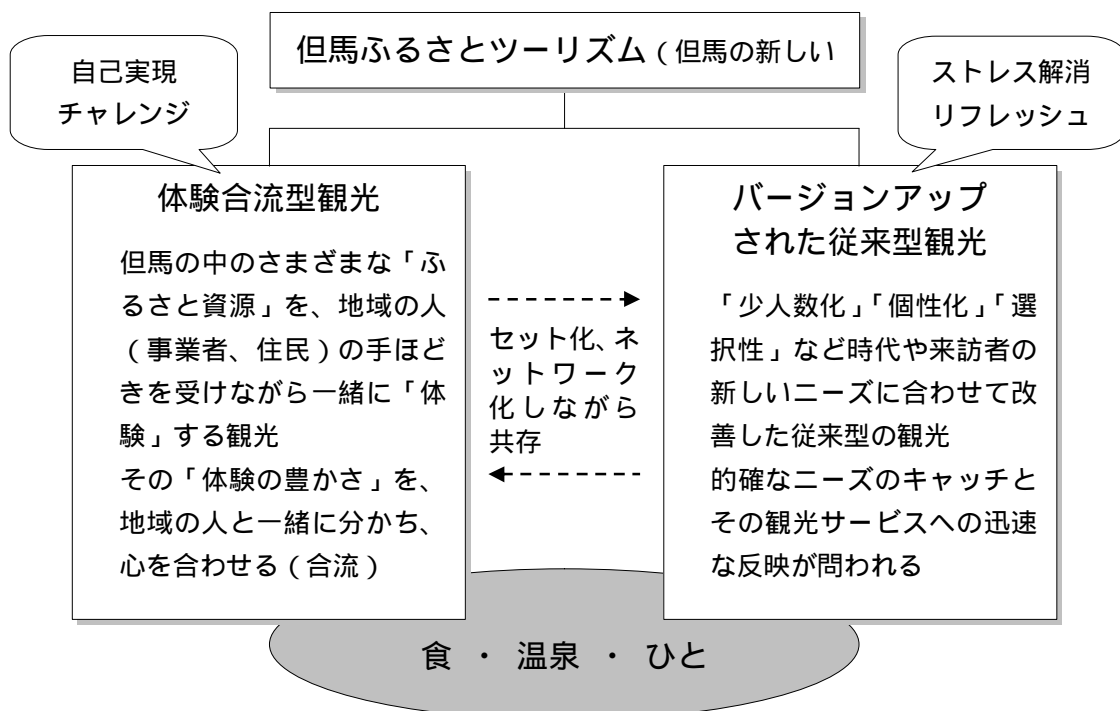 但馬ふるさとツーリズム（但馬の新しい
自己実現
チャレンジ
ストレス解消
リフレッシュ
体験合流型観光
但馬の中のさまざまな「ふ
るさと資源」を、地域の人
（事業者、住民）の手ほど
きを受けながら一緒に「体
験」する観光
その「体験の豊かさ」を、
地域の人と一緒に分かち、
心を合わせる（合流）
セット化、ネ
ットワーク
化しながら
共存
バージョンアップ
された従来型観光
「少人数化」「個性化」「選
択性」など時代や来訪者の
新しいニーズに合わせて改
善した従来型の観光
的確なニーズのキャッチと
その観光サービスへの迅速
な反映が問われる
食 ・ 温泉 ・ ひと